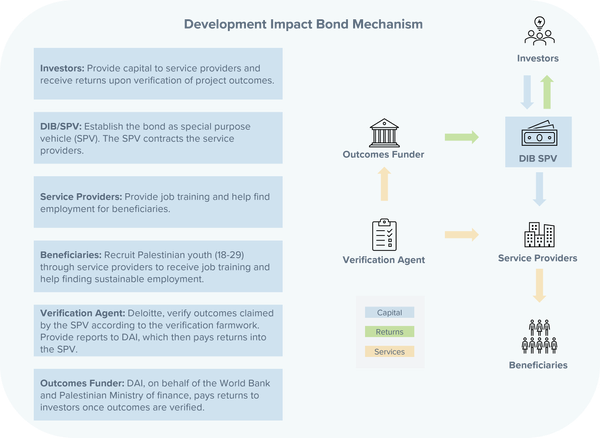 Development Impact Bond Mechanism
Investors: Provide capital to service providers and
receive returns upon verification of project outcomes.
DIB/SPV: Establish the bond as special purpose
vehicle (SPV). The SPV contracts the service
providers.
Service Providers: Provide job training and help find
employment for beneficiaries.
Beneficiaries: Recruit Palestinian youth (18-29)
through service providers to receive job training and
help finding sustainable employment.
Verification Agent: Deloitte, verify outcomes claimed
by the SPV according to the verification farmwork.
Provide reports to DAI, which then pays returns into
the SPV.
Outcomes Funder: DAI, on behalf of the World Bank
and Palestinian Ministry of finance, pays returns to
investors once outcomes are verified.
Investors
Outcomes Funder
DIB SPV
Verification Agent
Service Providers
Capital
Returns
Services
Beneficiaries